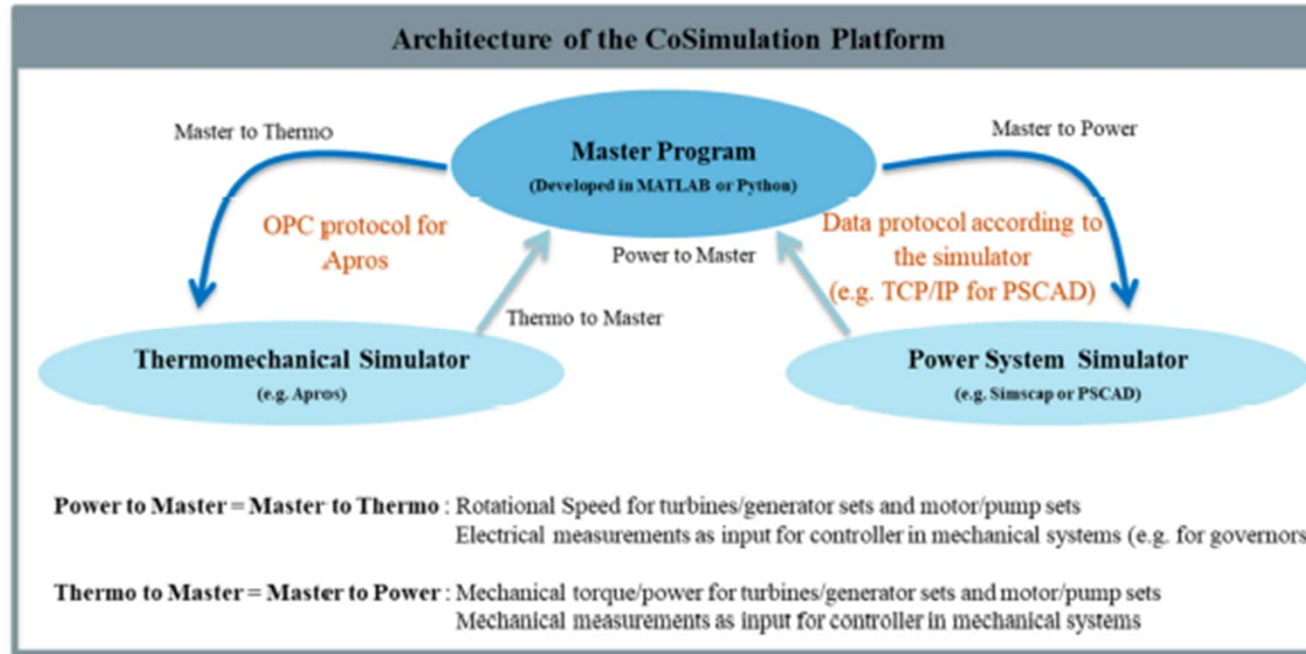 Architecture of the CoSimulation Platform
Master to Thermo
Master to Power
Master Program
(Developed in MATLAB or Python)
OPC protocol for
Apros
Data protocol according to
the simulator
(e.g. TCP/IP for PSCAD)
Power to Master
Thermo to Master
Thermomechanical Simulator
(e.g. Apros)
Power System Simulator
(e.g. Simscap or PSCAD)
Power to Master = Master to Thermo : Rotational Speed for turbines/generator sets and motor/pump sets
Electrical measurements as input for controller in mechanical systems (e.g. for governors
Thermo to Master = Master to Power : Mechanical torque/power for turbines/generator sets and motor/pump sets
Mechanical measurements as input for controller in mechanical systems